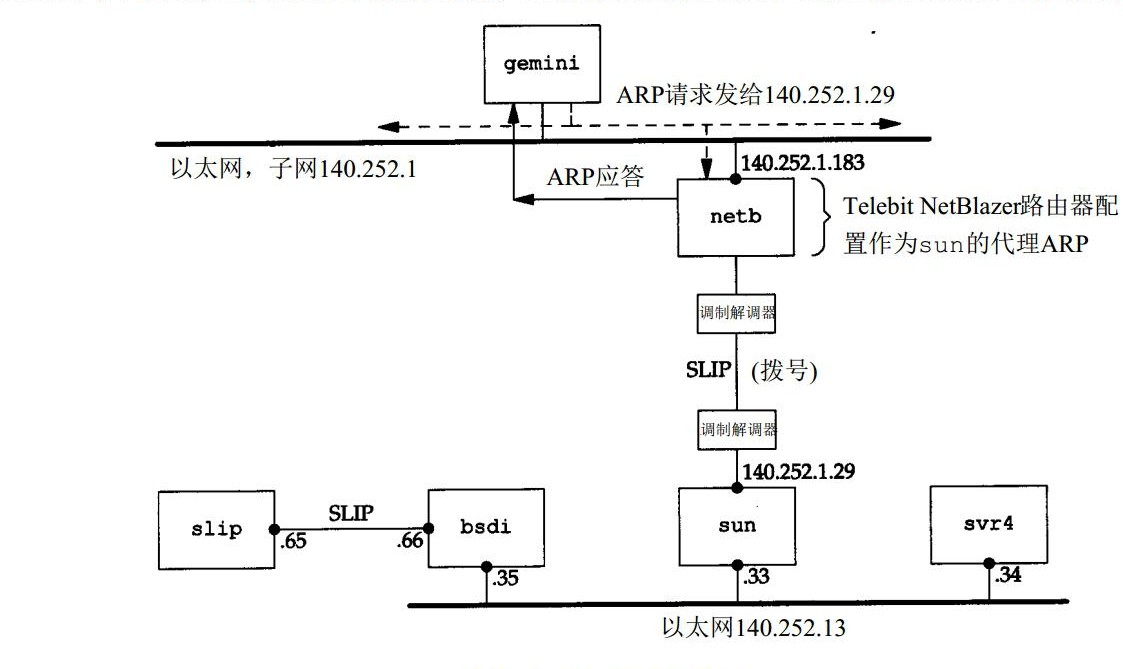 gemini
ARP请求发给140.252.1.29
以太网，子网140.252.1
140.252.1.183
ARP应答
netb
Telebit NetBlazer路由器配
置作为sun的代理ARP
调制解调器
SLIP (拨号)
调制解调器
140.252.1.29
slip
SLIP
bsdi
sun
svr4
.65
.66
.35
.33
.34
以太网140.252.13